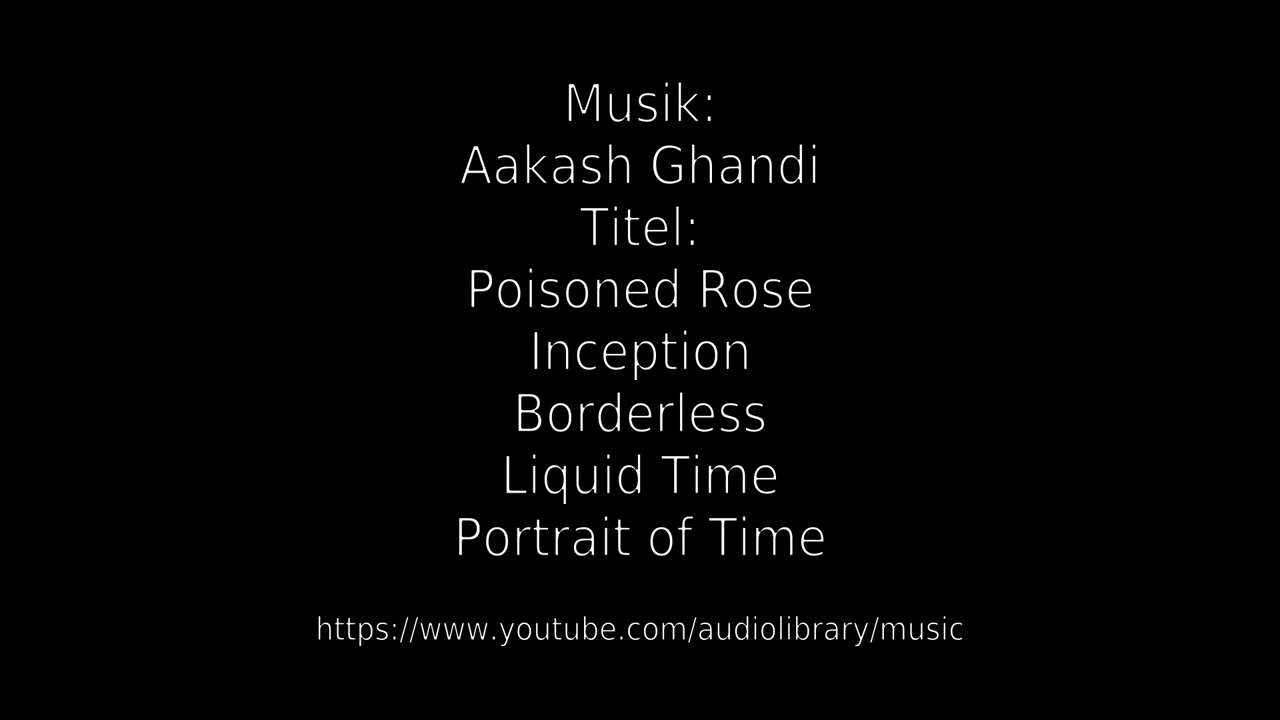 Musik:
Aakash Ghandi
Titel:
Poisoned Rose
Inception
Borderless
Liquid Time
Portrait of Time
https://www.youtube.com/audiolibrary/music